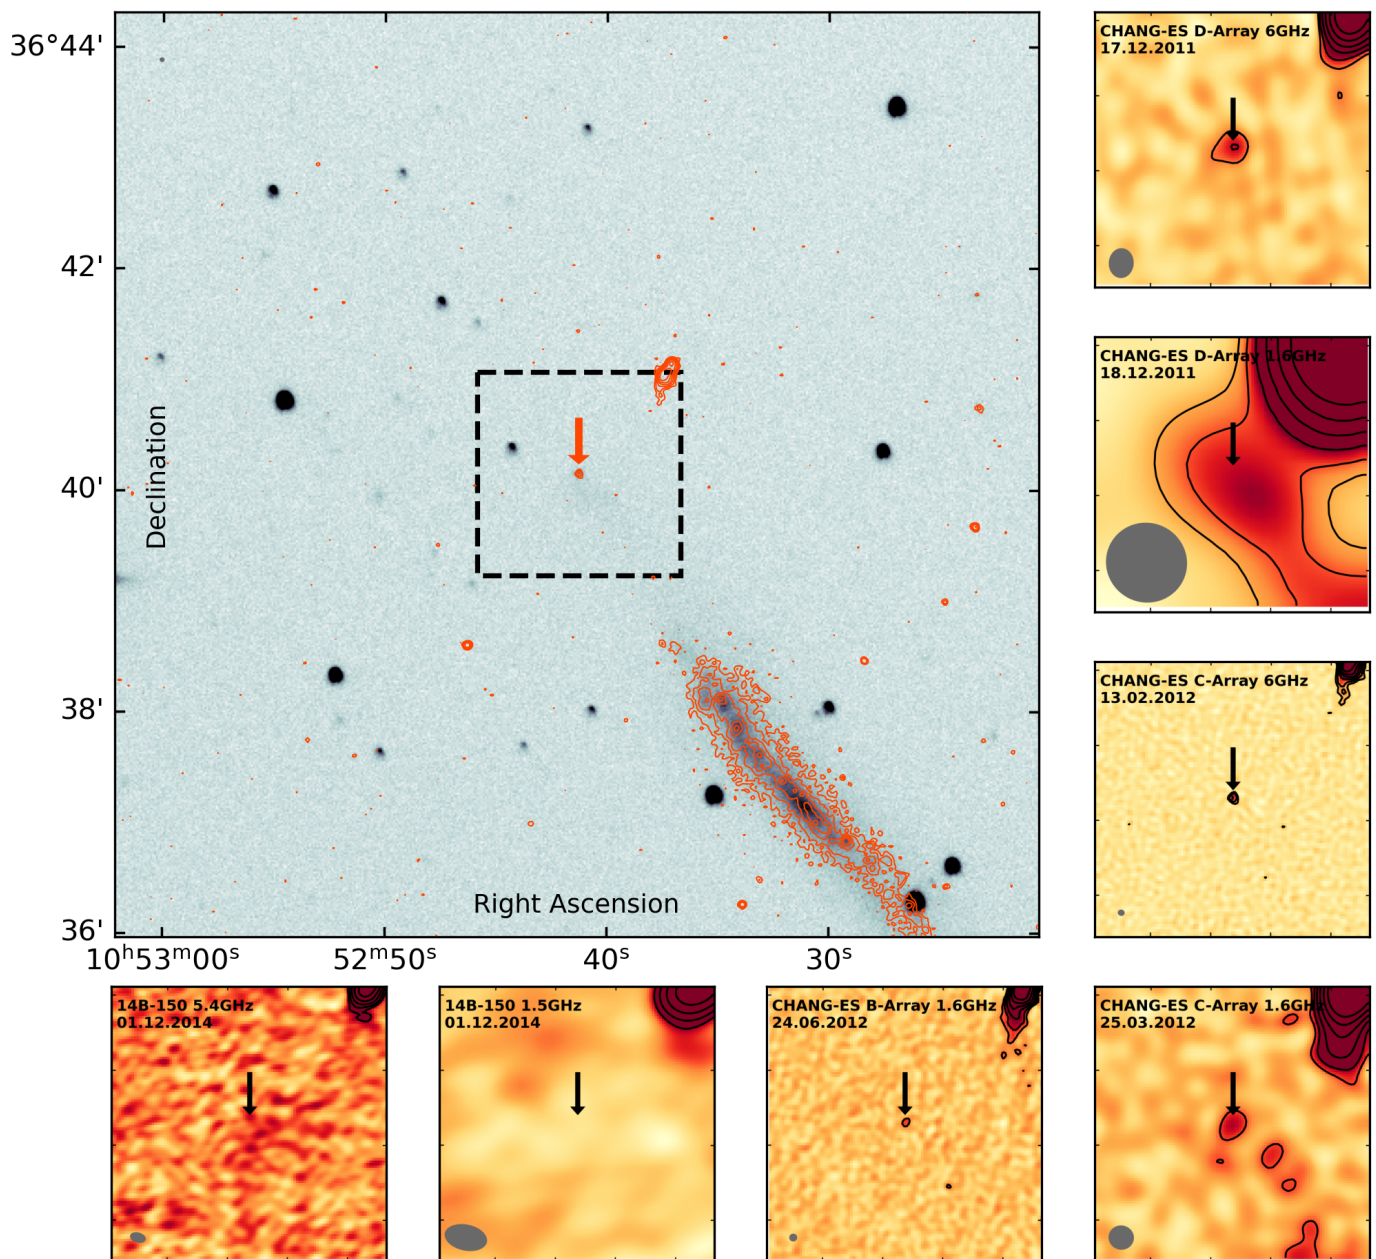 36°44'
42'
40'
38'
36'
Declination
Right Ascension
10ʰ53ᵐ00ˢ
52ᵐ50ˢ
40ˢ
30ˢ
CHANG-ES D-Array 6GHz
17.12.2011
CHANG-ES D-Array 1.6GHz
18.12.2011
CHANG-ES C-Array 6GHz
13.02.2012
14B-150 5.4GHz
01.12.2014
14B-150 1.5GHz
01.12.2014
CHANG-ES B-Array 1.6GHz
24.06.2012
CHANG-ES C-Array 1.6GHz
25.03.2012